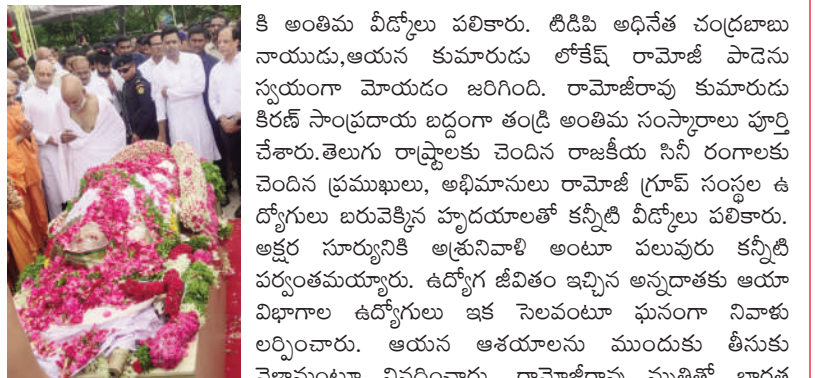 కి అంతిమ వీడ్కోలు పలికారు. టిడిపి అధినేత చంద్రబాబు
నాయుడు,ఆయన కుమారుడు లోకేష్ రామోజీ పాడెను
స్వయంగా మోయడం జరిగింది. రామోజీరావు కుమారుడు
కిరణ్ సాంప్రదాయ బద్దంగా తండ్రి అంతిమ సంస్కారాలు పూర్తి
చేశారు.తెలుగు రాష్ట్రాలకు చెందిన రాజకీయ సినీ రంగాలకు
చెందిన ప్రముఖులు, అభిమానులు రామోజీ గ్రూప్ సంస్థల ఉ
ద్యోగులు బరువెక్కిన హృదయాలతో కన్నీటి వీడ్కోలు పలికారు.
అక్షర సూర్యునికి అశ్రునివాళి అంటూ పలువురు కన్నీటి
పర్వంతమయ్యారు. ఉద్యోగ జీవితం ఇచ్చిన అన్నదాతకు ఆయా
విభాగాల ఉద్యోగులు ఇక సెలవంటూ ఘనంగా నివాళు
లర్పించారు. ఆయన ఆశయాలను ముందుకు తీసుకు
రామోజీరావు భారత